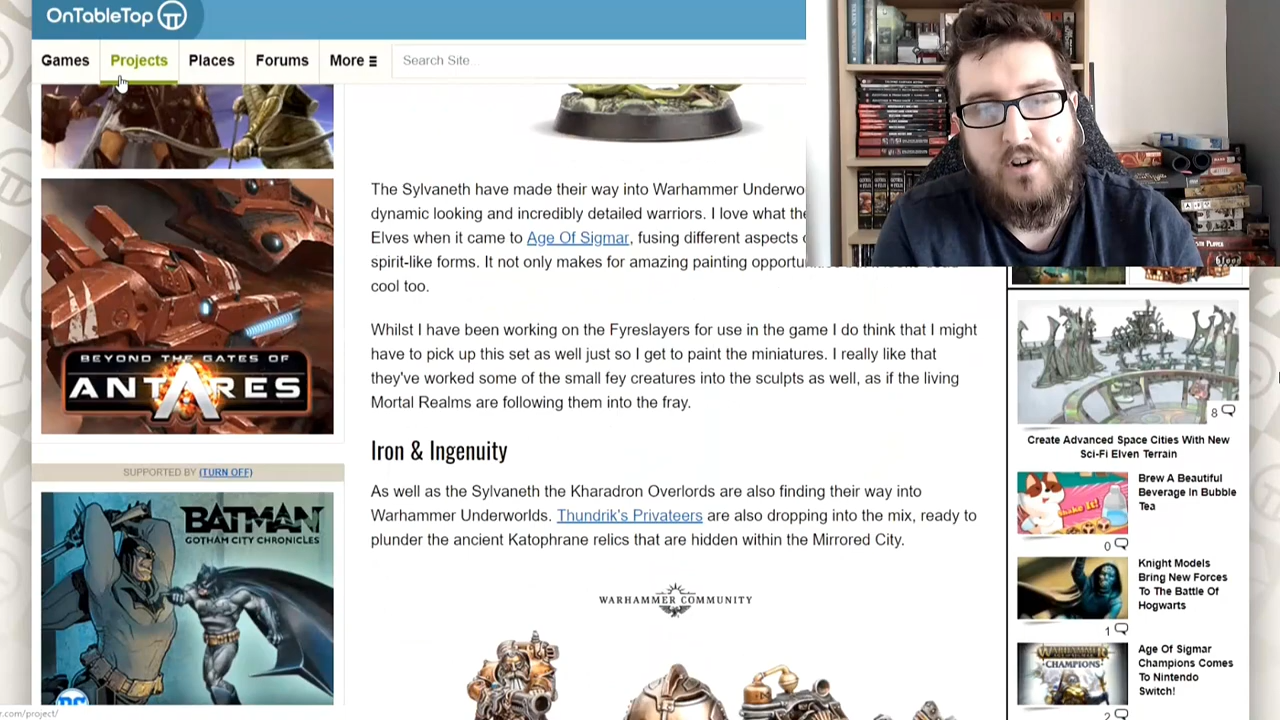 OnTableTop
Games Projects Places Forums More Search Site...
The Sylvaneth have made their way into Warhammer Underwo
dynamic looking and incredibly detailed warriors. I love what the
Elves when it came to Age Of Sigmar, fusing different aspects
spirit-like forms. It not only makes for amazing painting
cool too.
Whilst I have been working on the Fyreslayers for use in the game I do think that I might
have to pick up this set as well just so I get to paint the miniatures. I really like that
they've worked some of the small fey creatures into the sculpts as well, as if the living
Mortal Realms are following them into the fray.
Iron & Ingenuity
As well as the Sylvaneth the Kharadron Overlords are also finding their way into
Warhammer Underworlds. Thundrik's Privateers are also dropping into the mix, ready to
plunder the ancient Katophrane relics that are hidden within the Mirrored City.
WARHAMMER COMMUNITY
BEYOND THE GATES OF
ANTARES
SUPPORTED BY (TURN OFF)
BATMAN
GOTHAM CITY CHRONICLES
DC
8
Create Advanced Space Cities With New
Sci-Fi Elven Terrain
Shake It!
Brew A Beautiful
Beverage In Bubble
Tea
0
Knight Models
Bring New Forces
To The Battle Of
Hogwarts
1
WARHAMMER
CHAMPIONS
Age Of Sigmar
Champions Comes
To Nintendo
Switch!
2
r.com/project/